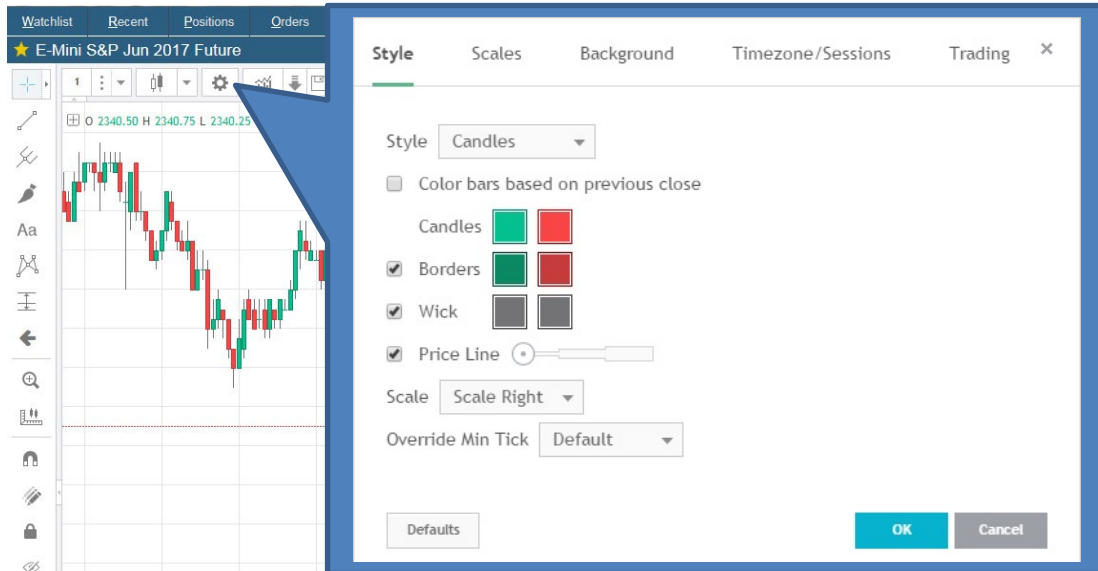 Watchlist Recent Positions Orders
E-Mini S&P Jun 2017 Future
1
O 2340.50 H 2340.75 L 2340.25
Aa
Style Scales Background Timezone/Sessions Trading ×
Style Candles
Color bars based on previous close
Candles
Borders
Wick
Price Line
Scale Scale Right
Override Min Tick Default
Defaults OK Cancel